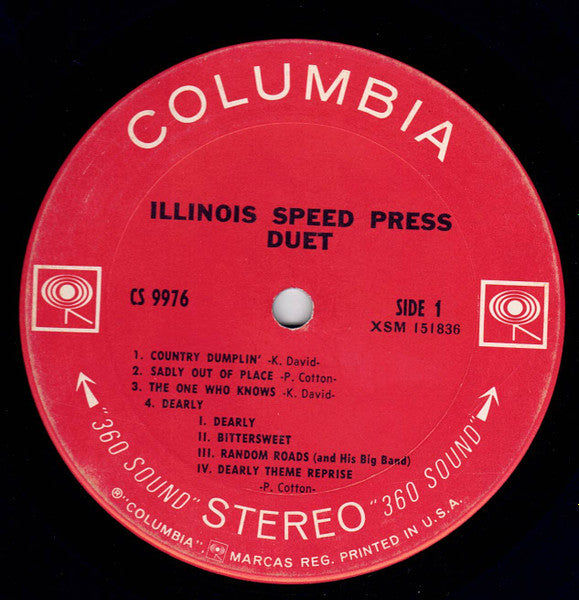 COLUMBIA
ILLINOIS SPEED PRESS
DUET
CS 9976
SIDE 1
XSM 151836
1. COUNTRY DUMPLIN' -K. David-
2. SADLY OUT OF PLACE -P. Cotton-
3. THE ONE WHO KNOWS -K. David-
4. DEARLY
I. DEARLY
II. BITTERSWEET
III. RANDOM ROADS (and His Big Band)
IV. DEARLY THEME REPRISE
-P. Cotton-
"360 SOUND" STEREO "360 SOUND"
℗"COLUMBIA", MARCAS REG. PRINTED IN U.S.A.